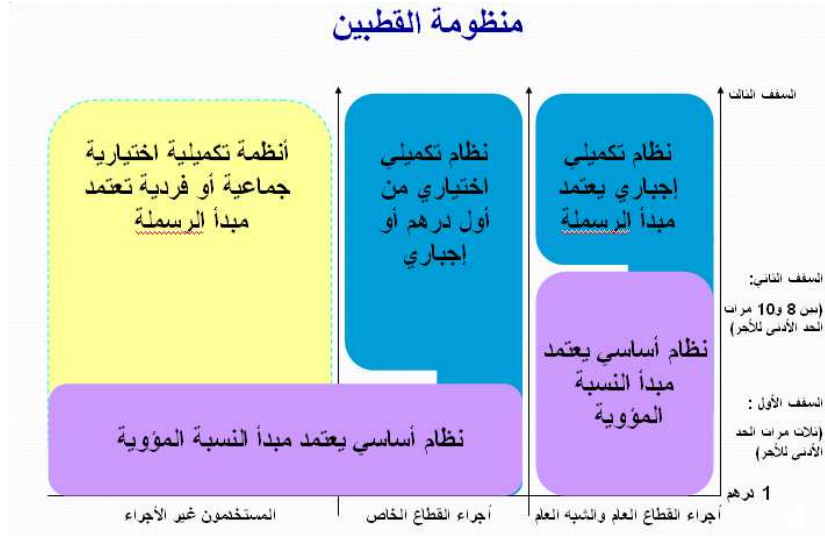 منظومة القطبين
السقف الثالث
نظام تكميلي
إجباري يعتمد
مبدأ الرسملة
نظام تكميلي
اختياري من
أول درهم أو
إجباري
أنظمة تكميلية اختيارية
جماعية أو فردية تعتمد
مبدأ الرسملة
السقف الثاني:
(بين 8 و10 مرات
الحد الأدنى للأجر)
نظام أساسي يعتمد
مبدأ النسبة
المؤوية
السقف الأول :
(ثلاث مرات الحد
الأدنى للأجر)
نظام أساسي يعتمد مبدأ النسبة المؤوية
1 درهم
أجراء القطاع العام والشبه العام
أجراء القطاع الخاص
المستخدمون غير الأجراء